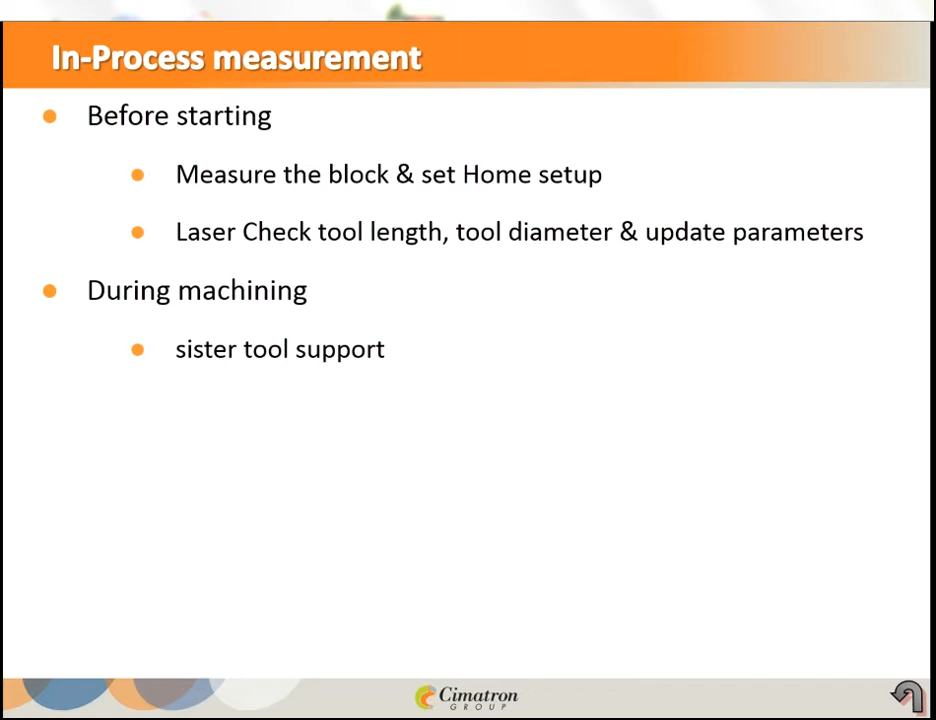 In-Process measurement
Before starting
Measure the block & set Home setup
Laser Check tool length, tool diameter & update parameters
During machining
sister tool support
Cimatron
GROUP